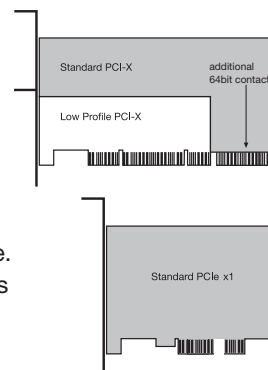 Standard PCI-X
additional
64bit contact
Low Profile PCI-X
e.
s
Standard PCIe x1